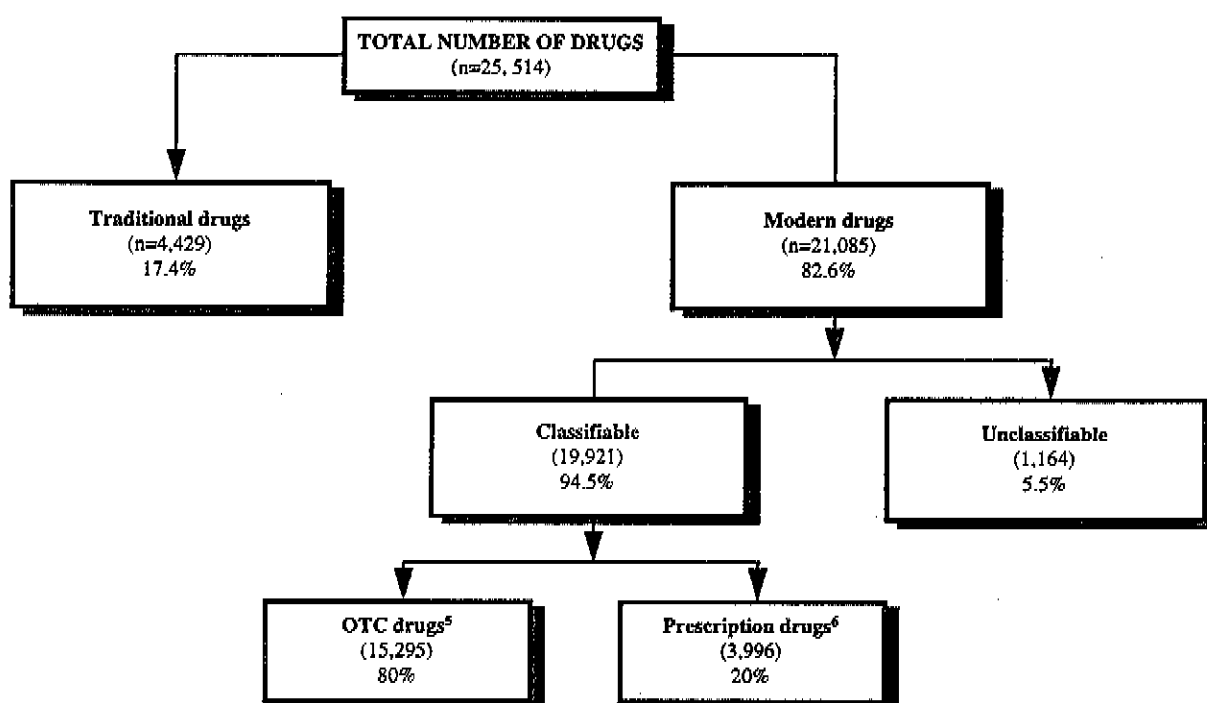 TOTAL NUMBER OF DRUGS
(n=25, 514)
Traditional drugs
(n=4,429)
17.4%
Modern drugs
(n=21,085)
82.6%
Classifiable
(19,921)
94.5%
Unclassifiable
(1,164)
5.5%
OTC drugs⁵
(15,295)
80%
Prescription drugs⁶
(3,996)
20%